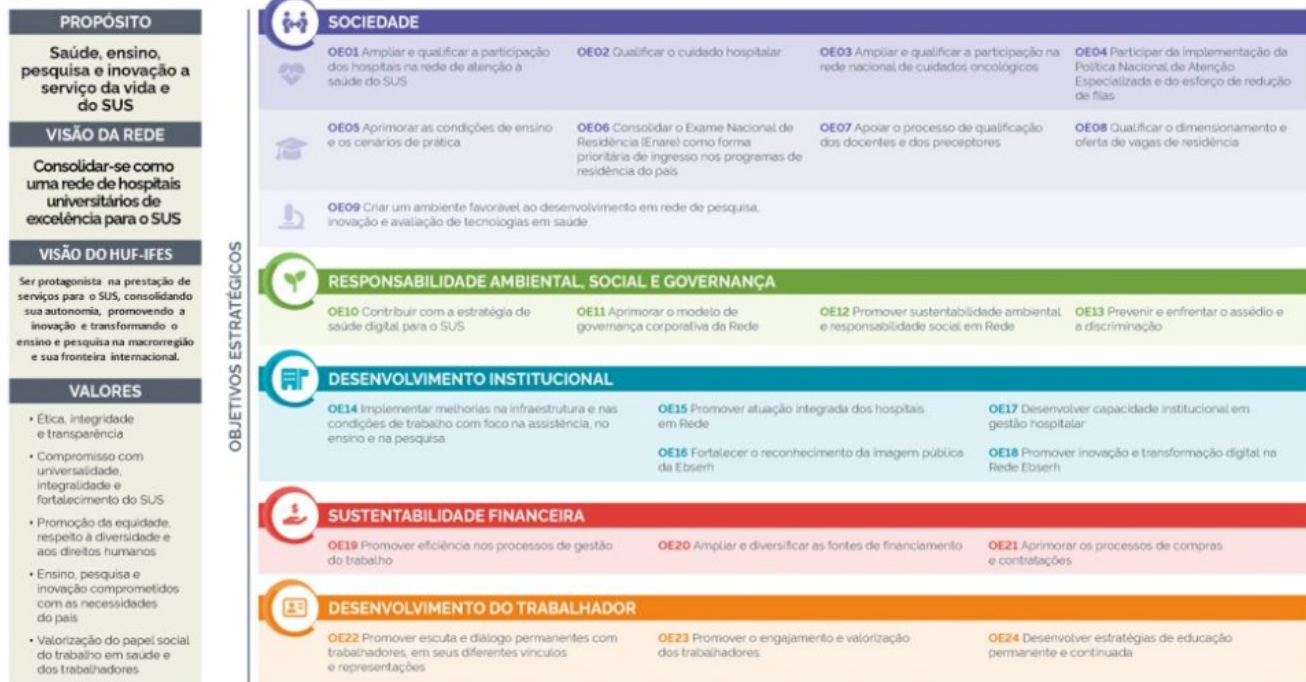 PROPÓSITO
Saúde, ensino,
pesquisa e inovação a
serviço da vida e
do SUS
VISÃO DA REDE
Consolidar-se como
uma rede de hospitais
universitários de
excelência para o SUS
VISÃO DO HUF-IFES
Ser protagonista na prestação de
serviços para o SUS, consolidando
sua autonomia, promovendo a
inovação e transformando o
ensino e pesquisa na macrorregião
e sua fronteira internacional.
VALORES
• Ética, integridade
e transparência
• Compromisso com
universalidade,
integralidade e
fortalecimento do SUS
• Promoção da equidade,
respeito à diversidade e
aos direitos humanos
• Ensino, pesquisa e
inovação comprometidos
com as necessidades
do país
• Valorização do papel social
do trabalho em saúde e
dos trabalhadores
OBJETIVOS ESTRATÉGICOS
SOCIEDADE
OE01 Ampliar e qualificar a participação
dos hospitais na rede de atenção à
saúde do SUS
OE02 Qualificar o cuidado hospitalar
OE03 Ampliar e qualificar a participação na
rede nacional de cuidados oncológicos
OE04 Participar da implementação da
Política Nacional de Atenção
Especializada e do esforço de redução
de filas
OE05 Aprimorar as condições de ensino
e os cenários de prática
OE06 Consolidar o Exame Nacional de
Residência (Enare) como forma
prioritária de ingresso nos programas de
residência do país
OE07 Apoiar o processo de qualificação
dos docentes e dos preceptores
OE08 Qualificar o dimensionamento e
oferta de vagas de residência
OE09 Criar um ambiente favorável ao desenvolvimento em rede de pesquisa,
inovação e avaliação de tecnologias em saúde
RESPONSABILIDADE AMBIENTAL, SOCIAL E GOVERNANÇA
OE10 Contribuir com a estratégia de
saúde digital para o SUS
OE11 Aprimorar o modelo de
governança corporativa da Rede
OE12 Promover sustentabilidade ambiental
e responsabilidade social em Rede
OE13 Prevenir e enfrentar o assédio e
a discriminação
DESENVOLVIMENTO INSTITUCIONAL
OE14 Implementar melhorias na infraestrutura e nas
condições de trabalho com foco na assistência, no
ensino e na pesquisa
OE15 Promover atuação integrada dos hospitais
em Rede
OE16 Fortalecer o reconhecimento da imagem pública
da Ebserh
OE17 Desenvolver capacidade institucional em
gestão hospitalar
OE18 Promover inovação e transformação digital na
Rede Ebserh
SUSTENTABILIDADE FINANCEIRA
OE19 Promover eficiência nos processos de gestão
do trabalho
OE20 Ampliar e diversificar as fontes de financiamento
OE21 Aprimorar os processos de compras
e contratações
DESENVOLVIMENTO DO TRABALHADOR
OE22 Promover escuta e diálogo permanentes com
trabalhadores, em seus diferentes vínculos
e representações
OE23 Promover o engajamento e valorização
dos trabalhadores
OE24 Desenvolver estratégias de educação
permanente e continuada